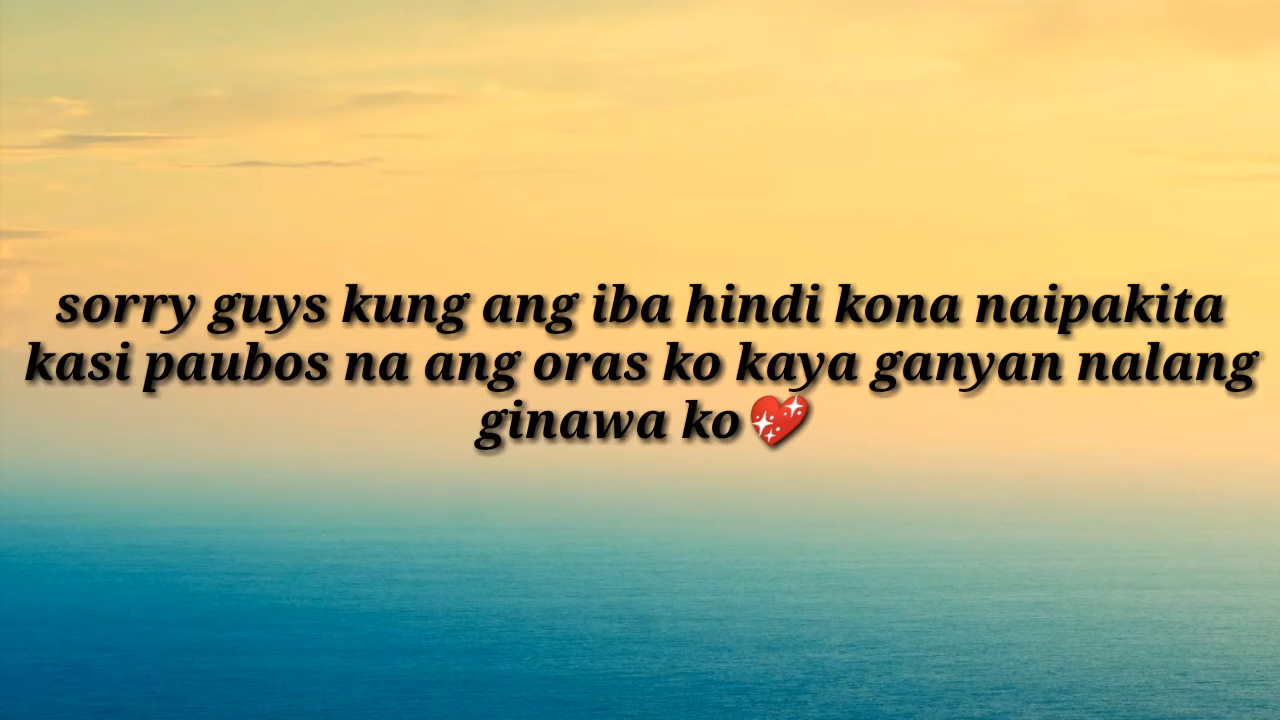 sorry guys kung ang iba hindi kona naipakita
kasi paubos na ang oras ko kaya ganyan nalang
ginawa ko💖